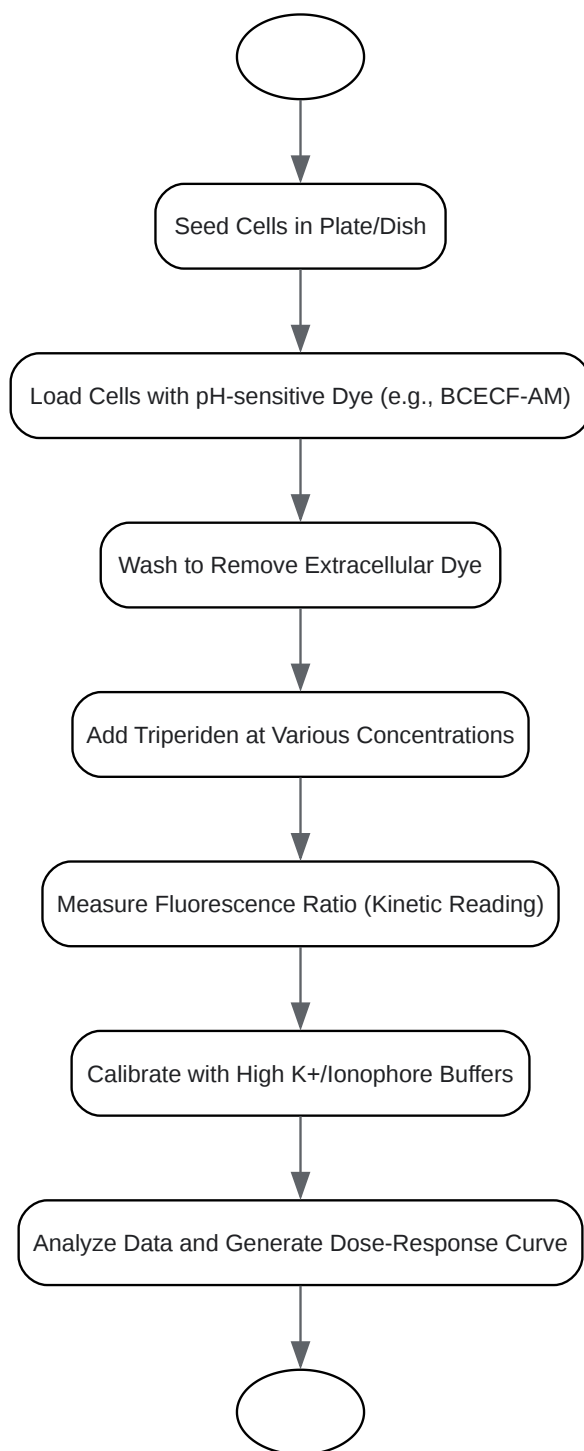 Seed Cells in Plate/Dish
Load Cells with pH-sensitive Dye (e.g., BCECF-AM)
Wash to Remove Extracellular Dye
Add Triperiden at Various Concentrations
Measure Fluorescence Ratio (Kinetic Reading)
Calibrate with High K+/Ionophore Buffers
Analyze Data and Generate Dose-Response Curve